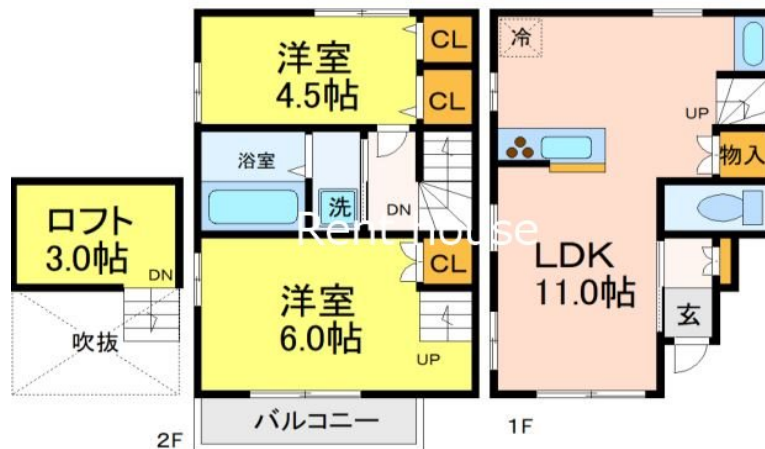 洋室
4.5帖
CL
CL
浴室
洗
DN
ロフト
3.0帖
DN
吹抜
洋室
6.0帖
CL
UP
バルコニー
2F
冷
UP
物入
LDK
11.0帖
玄
1F
Rent house